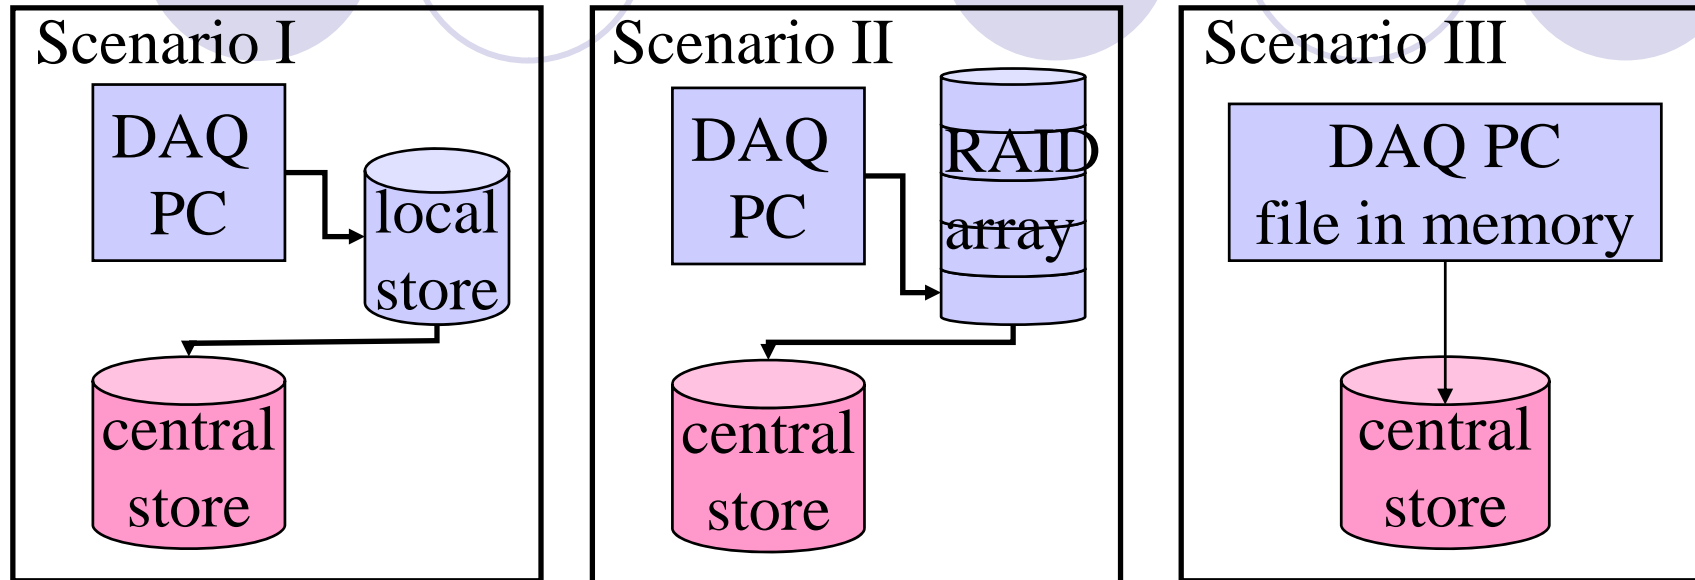 Scenario I
DAQ
PC
local
store
central
store
Scenario II
DAQ
PC
RAID
array
central
store
Scenario III
DAQ PC
file in memory
central
store